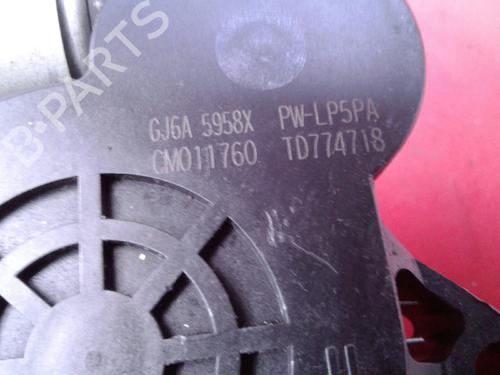 B-PARTS
GJ6A 5958X PW-LP5PA
CM011760 TD774718